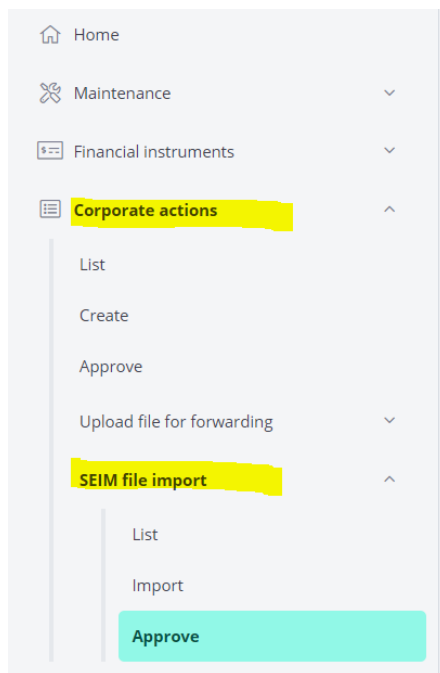 Home
Maintenance
Financial instruments
Corporate actions
List
Create
Approve
Upload file for forwarding
SEIM file import
List
Import
Approve